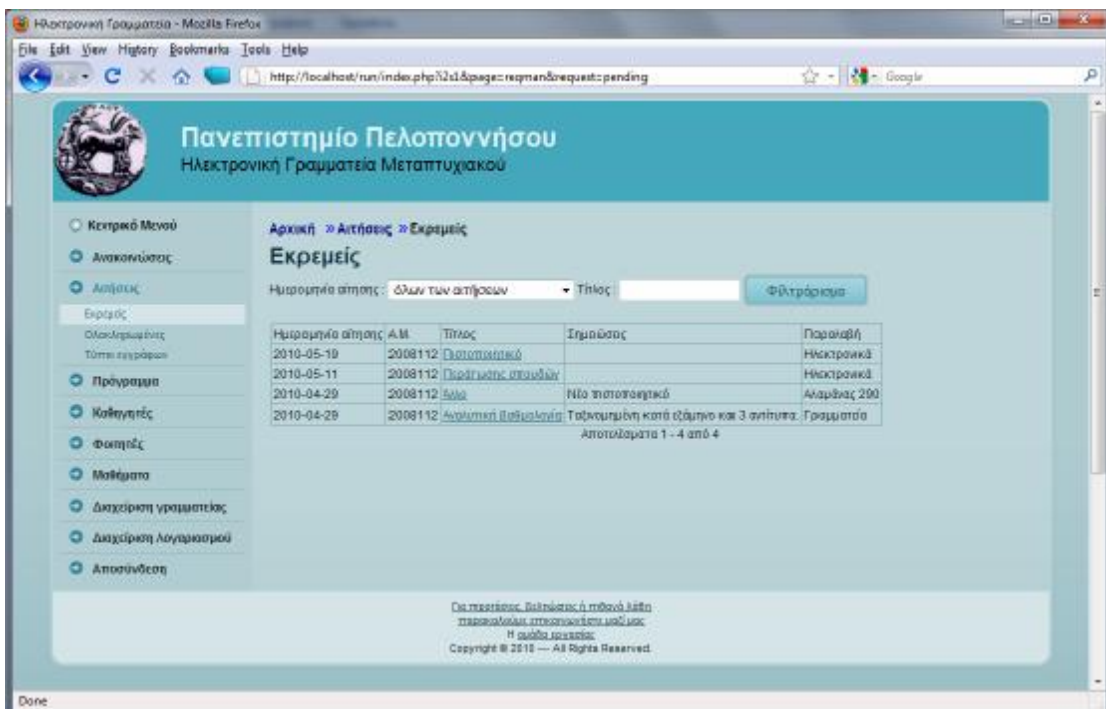 Ηλεκτρονική Γραμματεία - Mozilla Firefox
File Edit View History Bookmarks Tools Help
http://localhost/run/index.php?i2s1&page=reqman&request=pending
Google
Πανεπιστημίο Πελοποννήσου
Ηλεκτρονική Γραμματεία Μεταπτυχιακού
Κεντρικό Μενού
Ανακοινώσεις
Αιτήσεις
Εκρεμείς
Ολοκληρωμένες
Τύποι εγγράφων
Πρόγραμμα
Καθηγητές
Φοιτητές
Μαθήματα
Διαχείριση γραμματείας
Διαχείριση λογαριασμού
Αποσύνδεση
Αρχική » Αιτήσεις » Εκρεμείς
Εκρεμείς
Ημερομηνία αίτησης : όλων των αιτήσεων Τίτλος : Φιλτράρισμα
Ημερομηνία αίτησης Α.Μ. Τίτλος Σημειώσεις Παραλαβή
2010-05-19 2008112 Πιστοποιητικό Ηλεκτρονικά
2010-05-11 2008112 Περάτωσης σπουδών Ηλεκτρονικά
2010-04-29 2008112 Άλλο Νέο πιστοποιητικό Αλαμάνας 290
2010-04-29 2008112 Αναλυτική βαθμολογία Ταξινομημένη κατά εξάμηνο και 3 αντίτυπα. Γραμματεία
Αποτελέσματα 1 - 4 από 4
Για προτάσεις, βελτιώσεις ή πιθανά λάθη
παρακαλούμε επικοινωνήστε μαζί μας
Η ομάδα εργασίας
Copyright © 2010 — All Rights Reserved.
Done